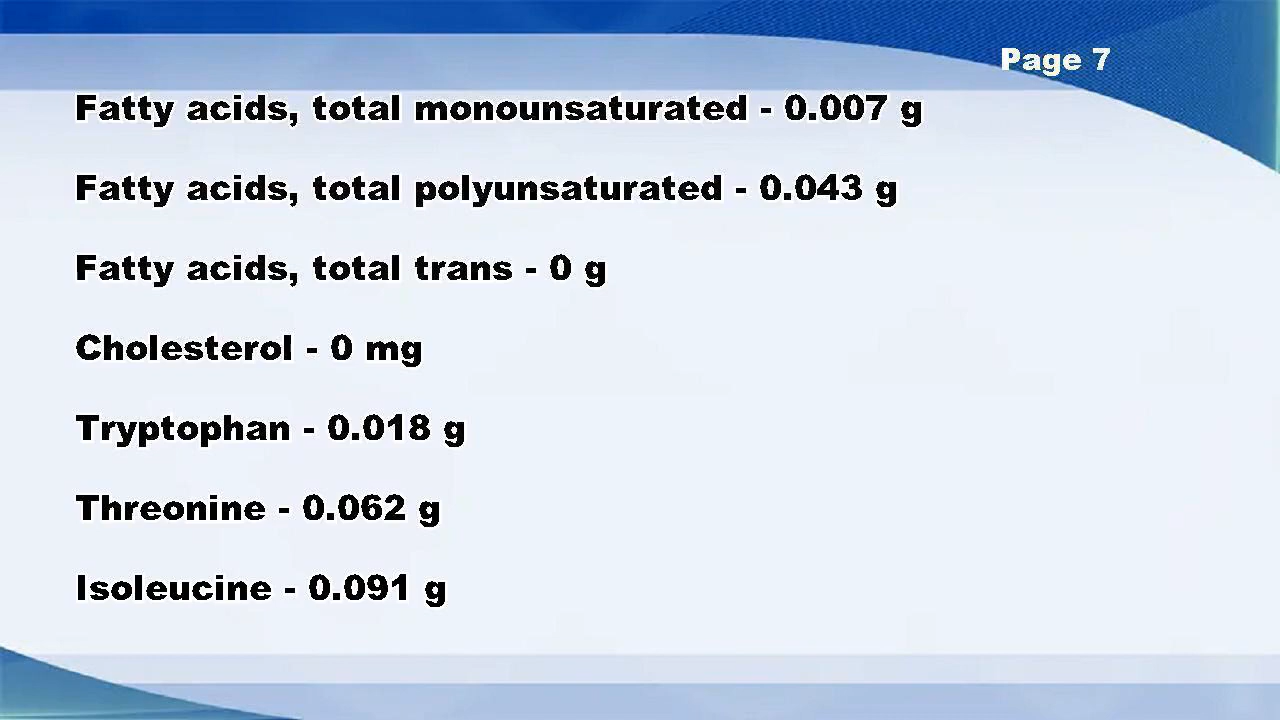 Page 7
Fatty acids, total monounsaturated - 0.007 g
Fatty acids, total polyunsaturated - 0.043 g
Fatty acids, total trans - 0 g
Cholesterol - 0 mg
Tryptophan - 0.018 g
Threonine - 0.062 g
Isoleucine - 0.091 g